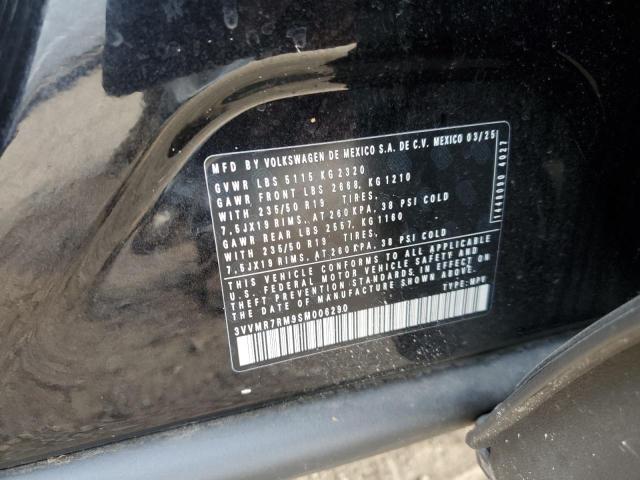 MFD BY VOLKSWAGEN DE MEXICO S.A. DE C.V. MEXICO 03/25
GVWR LBS 5115 KG 2320
GAWR FRONT LBS 2668, KG 1210
WITH 235/50 R19 TIRES,
7.5JX19 RIMS, AT 260 KPA, 38 PSI COLD
GAWR REAR LBS 2557, KG 1160
WITH 235/50 R19 TIRES,
7.5JX19 RIMS, AT 260 KPA, 38 PSI COLD
THIS VEHICLE CONFORMS TO ALL APPLICABLE
U.S. FEDERAL MOTOR VEHICLE SAFETY AND
THEFT PREVENTION STANDARDS IN EFFECT ON
THE DATE OF MANUFACTURE SHOWN ABOVE
3VVMR7RM9SM006290 TYPE: MPV